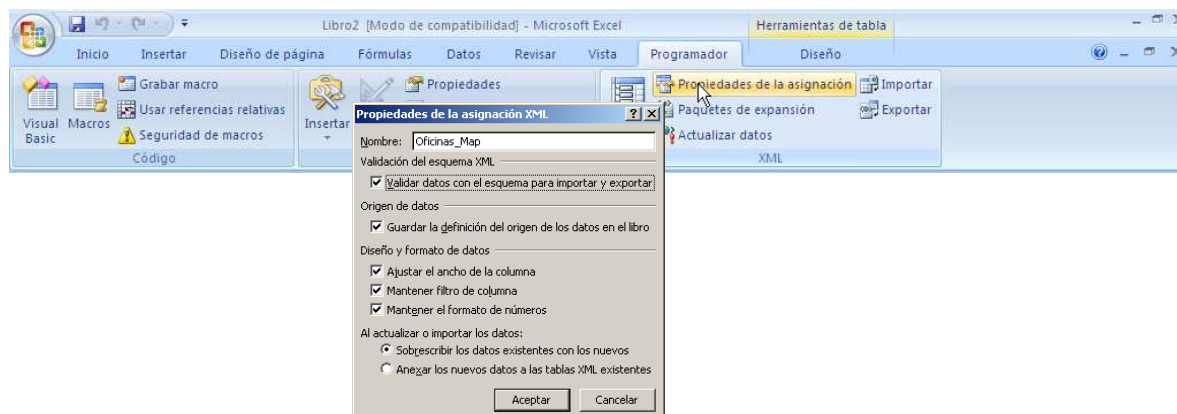 Libro2 [Modo de compatibilidad] - Microsoft Excel
Herramientas de tabla
Inicio Insertar Diseño de página Fórmulas Datos Revisar Vista Programador Diseño
Visual Basic
Macros
Grabar macro
Usar referencias relativas
Seguridad de macros
Código
Insertar
Propiedades
Propiedades de la asignación
Paquetes de expansión
Actualizar datos
Importar
Exportar
XML
Propiedades de la asignación XML
Nombre: Oficinas_Map
Validación del esquema XML
Validar datos con el esquema para importar y exportar
Origen de datos
Guardar la definición del origen de los datos en el libro
Diseño y formato de datos
Ajustar el ancho de la columna
Mantener filtro de columna
Mantener el formato de números
Al actualizar o importar los datos:
Sobrescribir los datos existentes con los nuevos
Anexar los nuevos datos a las tablas XML existentes
Aceptar Cancelar